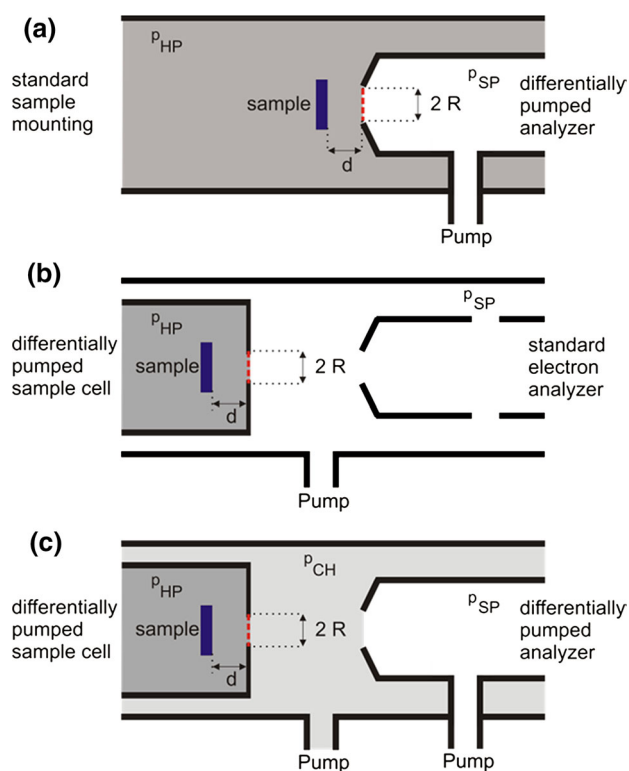 (a)
pHP
standard
sample
mounting
sample
d
2 R
pSP
differentially
pumped
analyzer
Pump
(b)
pHP
differentially
pumped
sample cell
sample
d
2 R
pSP
standard
electron
analyzer
Pump
(c)
pCH
pHP
differentially
pumped
sample cell
sample
d
2 R
pSP
differentially
pumped
analyzer
Pump
Pump